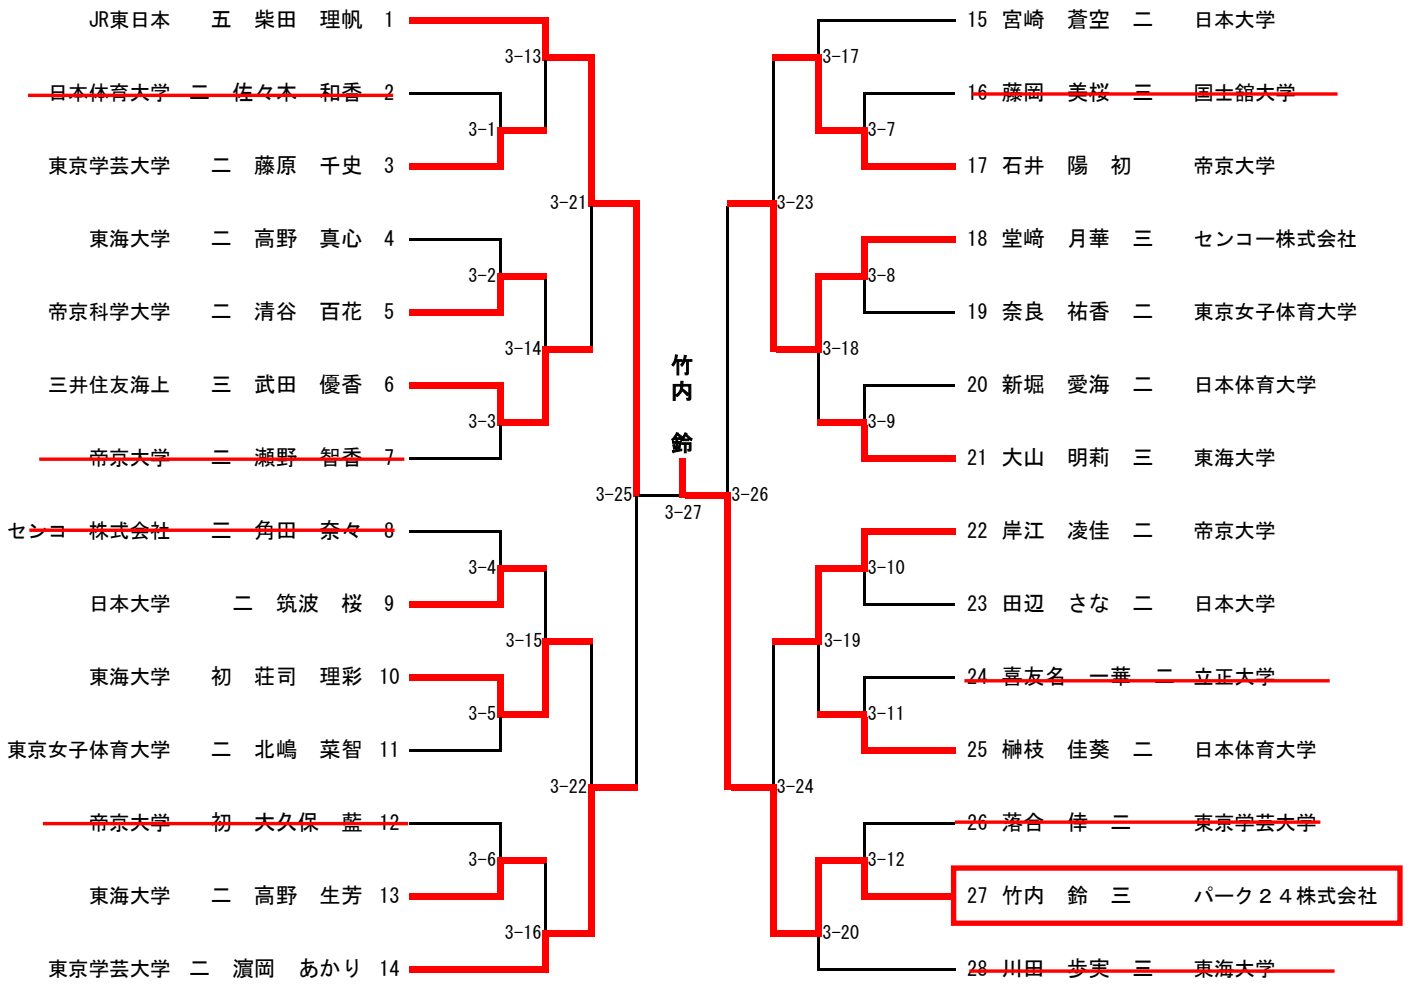 JR東日本 五 柴田 理帆 1
日本体育大学 二 佐々木 和香 2
東京学芸大学 二 藤原 千史 3
東海大学 二 高野 真心 4
帝京科学大学 二 清谷 百花 5
三井住友海上 三 武田 優香 6
帝京大学 二 瀬野 智香 7
センコー株式会社 三 角田 奈々 8
日本大学 二 筑波 桜 9
東海大学 初 荘司 理彩 10
東京女子体育大学 二 北嶋 菜智 11
帝京大学 初 大久保 藍 12
東海大学 二 高野 生芳 13
東京学芸大学 二 濵岡 あかり 14
3-13
3-1
3-21
3-2
3-14
3-3
3-25
3-4
3-15
3-5
3-22
3-6
3-16
竹内 鈴
3-27
3-17
3-7
3-23
3-8
3-18
3-9
3-26
3-10
3-19
3-11
3-24
3-12
3-20
15 宮崎 蒼空 二 日本大学
16 藤岡 美桜 三 国士舘大学
17 石井 陽 初 帝京大学
18 堂﨑 月華 三 センコー株式会社
19 奈良 祐香 二 東京女子体育大学
20 新堀 愛海 二 日本体育大学
21 大山 明莉 三 東海大学
22 岸江 凌佳 二 帝京大学
23 田辺 さな 二 日本大学
24 喜友名 一華 二 立正大学
25 榊枝 佳葵 二 日本体育大学
26 落合 倖 二 東京学芸大学
27 竹内 鈴 三 パーク２４株式会社
28 川田 歩実 三 東海大学